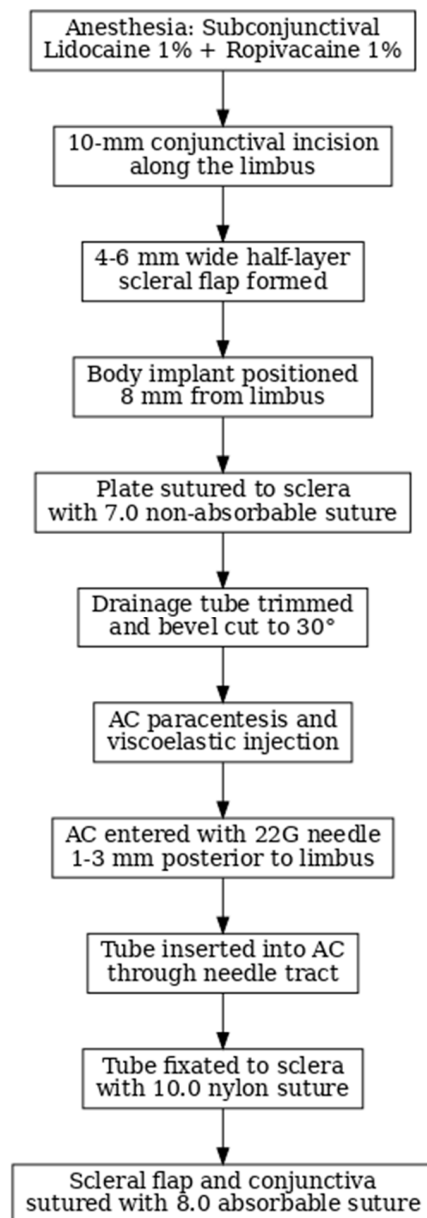 Anesthesia: Subconjunctival
Lidocaine 1% + Ropivacaine 1%
10-mm conjunctival incision
along the limbus
4-6 mm wide half-layer
scleral flap formed
Body implant positioned
8 mm from limbus
Plate sutured to sclera
with 7.0 non-absorbable suture
Drainage tube trimmed
and bevel cut to 30°
AC paracentesis and
viscoelastic injection
AC entered with 22G needle
1-3 mm posterior to limbus
Tube inserted into AC
through needle tract
Tube fixated to sclera
with 10.0 nylon suture
Scleral flap and conjunctiva
sutured with 8.0 absorbable suture